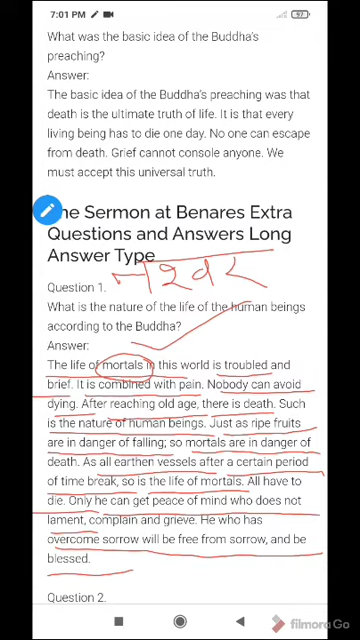 7:01 PM
97
What was the basic idea of the Buddha's
preaching?
Answer:
The basic idea of the Buddha's preaching was that
death is the ultimate truth of life. It is that every
living being has to die one day. No one can escape
from death. Grief cannot console anyone. We
must accept this universal truth.
The Sermon at Benares Extra
Questions and Answers Long
Answer Type
नश्वर
Question 1.
What is the nature of the life of the human beings
according to the Buddha?
Answer:
The life of mortals in this world is troubled and
brief. It is combined with pain. Nobody can avoid
dying. After reaching old age, there is death. Such
is the nature of human beings. Just as ripe fruits
are in danger of falling; so mortals are in danger of
death. As all earthen vessels after a certain period
of time break, so is the life of mortals. All have to
die. Only he can get peace of mind who does not
lament, complain and grieve. He who has
overcome sorrow will be free from sorrow, and be
blessed.
Question 2.
filmora Go